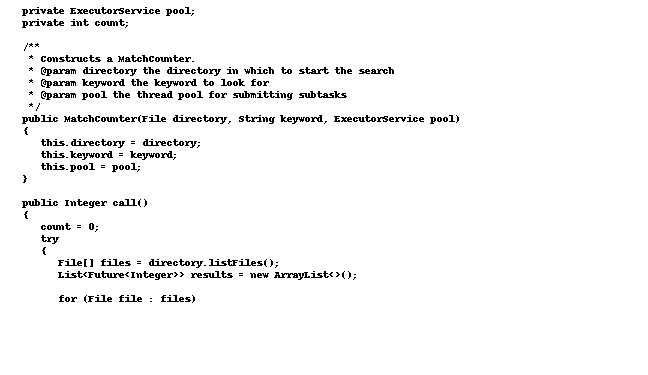 private ExecutorService pool;
private int count;
/**
* Constructs a MatchCounter.
* @param directory the directory in which to start the search
* @param keyword the keyword to look for
* @param pool the thread pool for submitting subtasks
*/
public MatchCounter(File directory, String keyword, ExecutorService pool)
{
this.directory = directory;
this.keyword = keyword;
this.pool = pool;
}
public Integer call()
{
count = 0;
try
{
File[] files = directory.listFiles();
List<Future<Integer>> results = new ArrayList<>();
for (File file : files)